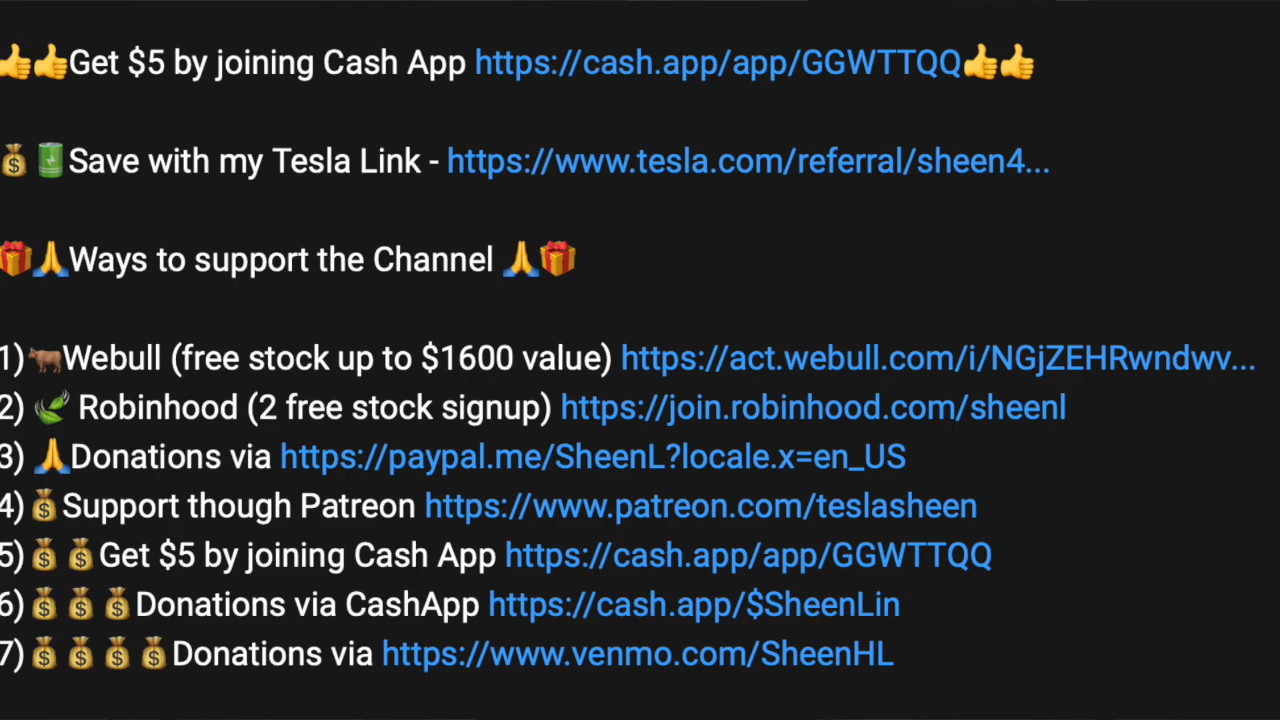 👍👍Get $5 by joining Cash App https://cash.app/app/GGWTTQQ👍👍
💰🔋Save with my Tesla Link - https://www.tesla.com/referral/sheen4...
🎁🙏Ways to support the Channel 🙏🎁
1)🐂Webull (free stock up to $1600 value) https://act.webull.com/i/NGjZEHRwndwv...
2) 🌿 Robinhood (2 free stock signup) https://join.robinhood.com/sheenl
3) 🙏Donations via https://paypal.me/SheenL?locale.x=en_US
4)💰Support though Patreon https://www.patreon.com/teslasheen
5)💰💰Get $5 by joining Cash App https://cash.app/app/GGWTTQQ
6)💰💰💰Donations via CashApp https://cash.app/$SheenLin
7)💰💰💰💰Donations via https://www.venmo.com/SheenHL